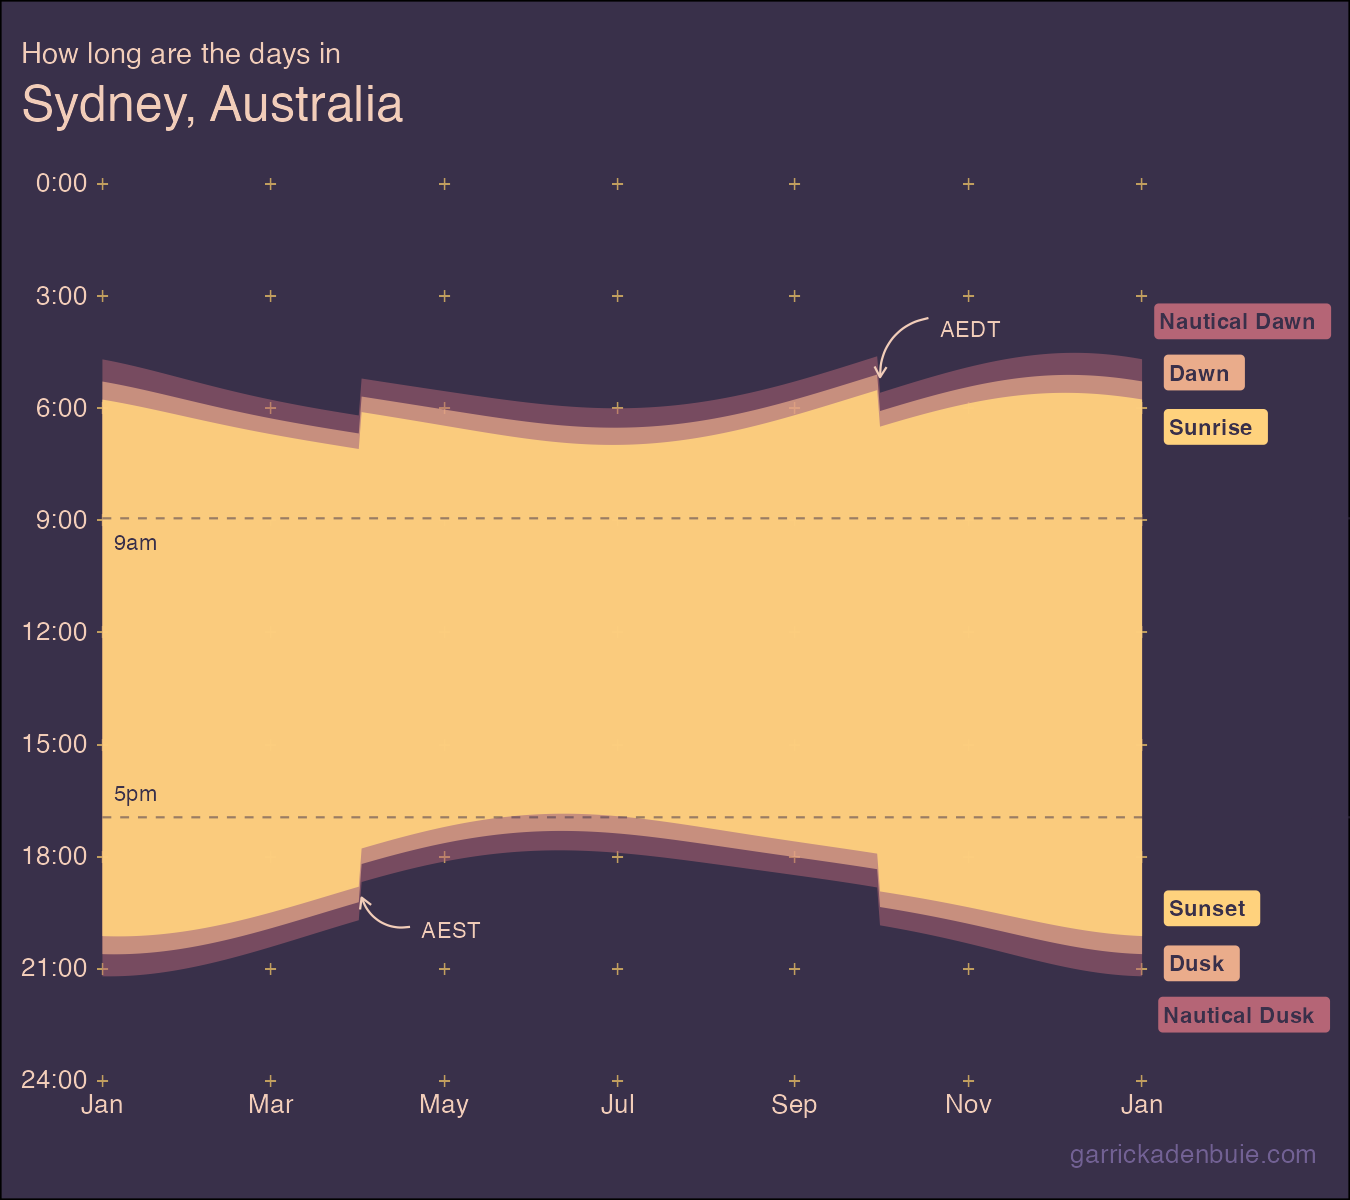 How long are the days in
Sydney, Australia
0:00
3:00
Nautical Dawn
AEDT
Dawn
6:00
Sunrise
9:00
9am
12:00
15:00
5pm
18:00
Sunset
AEST
21:00
Dusk
Nautical Dusk
24:00
Jan Mar May Jul Sep Nov Jan
garrickadenbuie.com